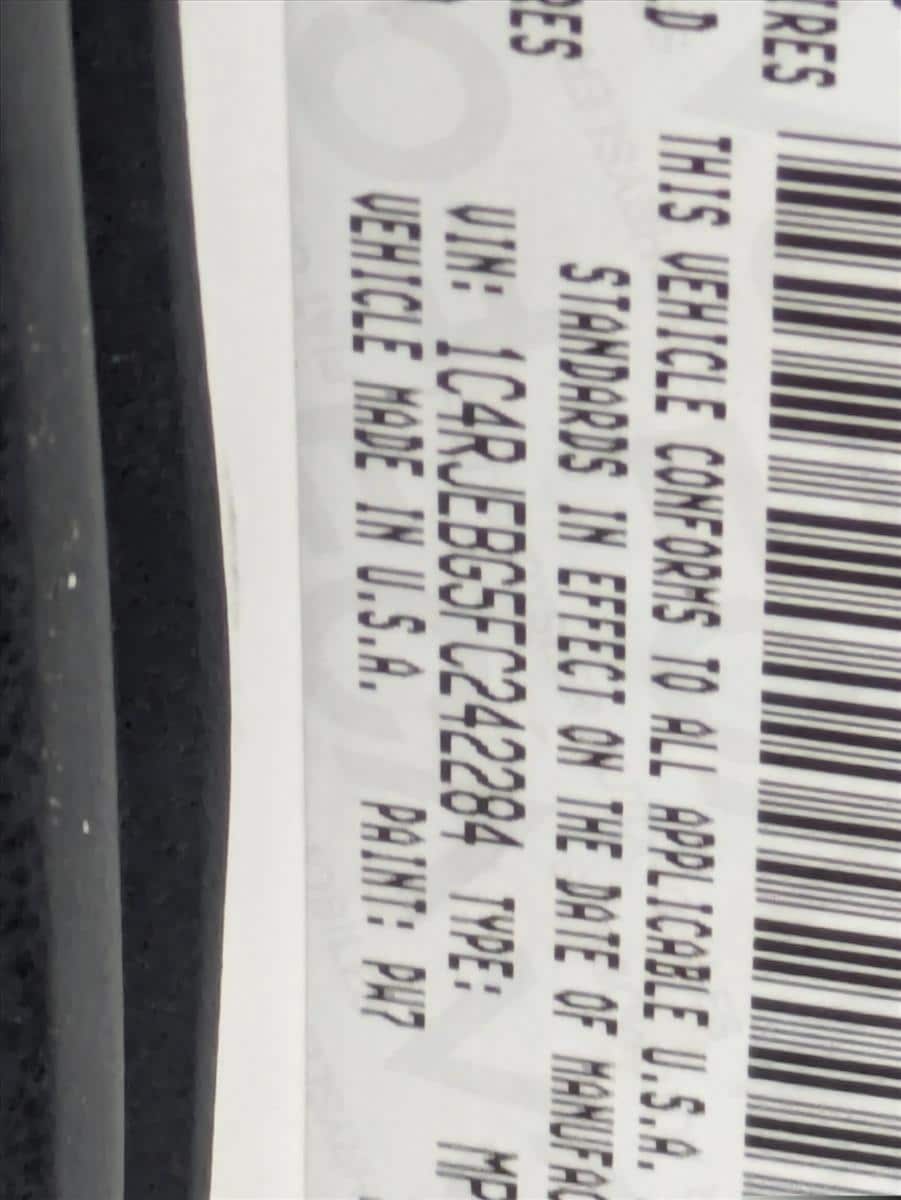 IRES
D
THIS VEHICLE CONFORMS TO ALL APPLICABLE U.S.A.
STANDARDS IN EFFECT ON THE DATE OF MANUFAC
RES
VIN: 1C4RJEBG5FC242284 TYPE: MP
VEHICLE MADE IN U.S.A. PAINT: PW7